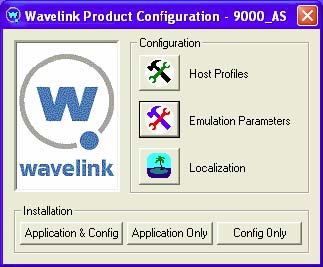 Wavelink Product Configuration - 9000_AS
Configuration
w
wavelink
Host Profiles
Emulation Parameters
Localization
Installation
Application & Config
Application Only
Config Only